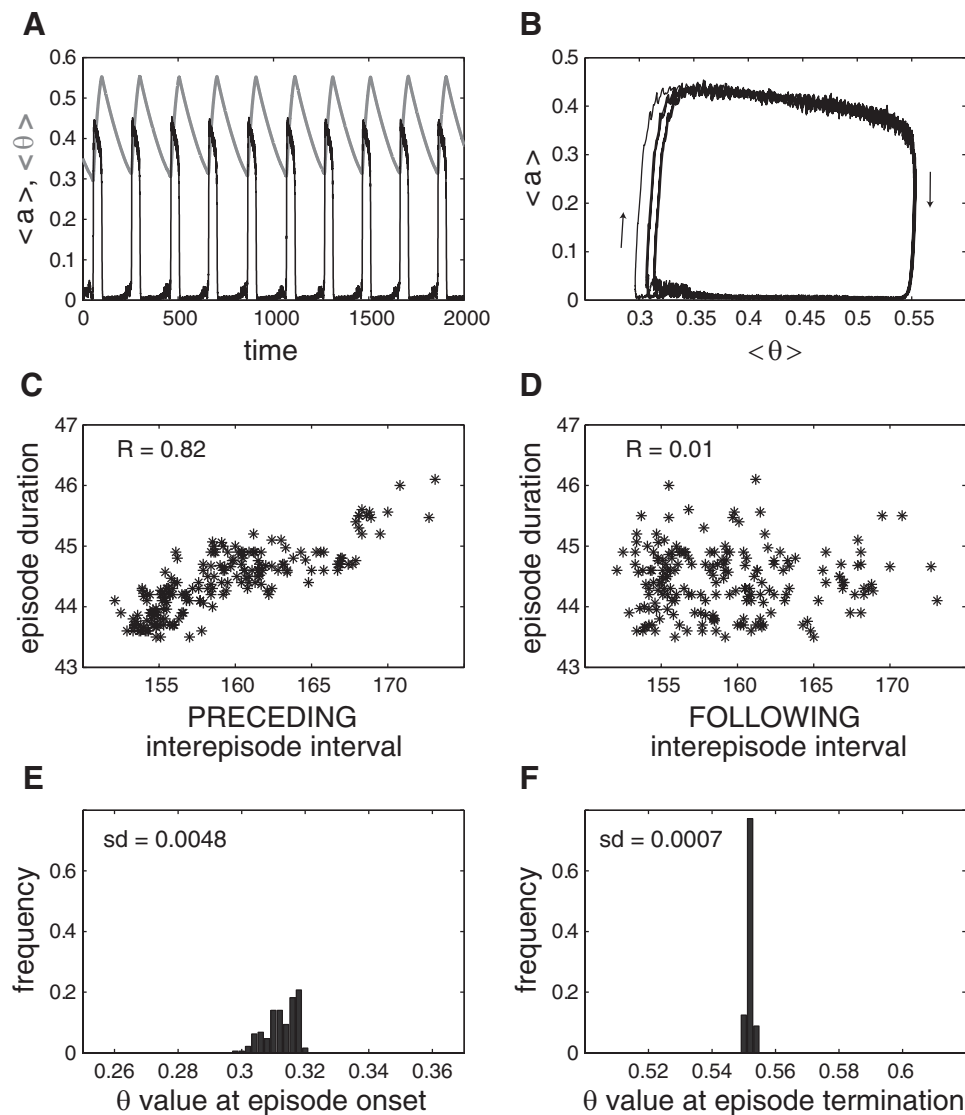 A
0.6
0.5
0.4
0.3
0.2
0.1
0
< a >, < θ >
0 500 1000 1500 2000
time
B
0.5
0.4
0.3
0.2
0.1
0
< a >
0.3 0.35 0.4 0.45 0.5 0.55
< θ >
C
47
46
45
44
43
episode duration
R = 0.82
155 160 165 170
PRECEDING
interepisode interval
D
47
46
45
44
43
episode duration
R = 0.01
155 160 165 170
FOLLOWING
interepisode interval
E
sd = 0.0048
0.6
0.4
0.2
0
frequency
0.26 0.28 0.3 0.32 0.34 0.36
θ value at episode onset
F
sd = 0.0007
0.6
0.4
0.2
0
frequency
0.52 0.54 0.56 0.58 0.6
θ value at episode termination